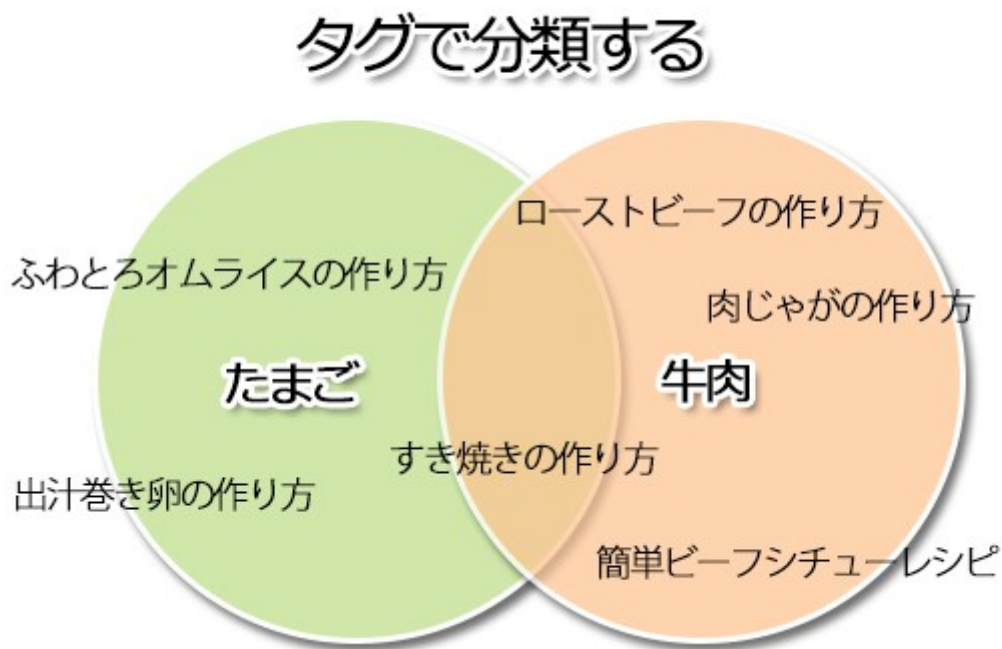 タグで分類する
ローストビーフの作り方
ふわとろオムライスの作り方
肉じゃがの作り方
たまご
牛肉
すき焼きの作り方
出汁巻き卵の作り方
簡単ビーフシチューレシピ